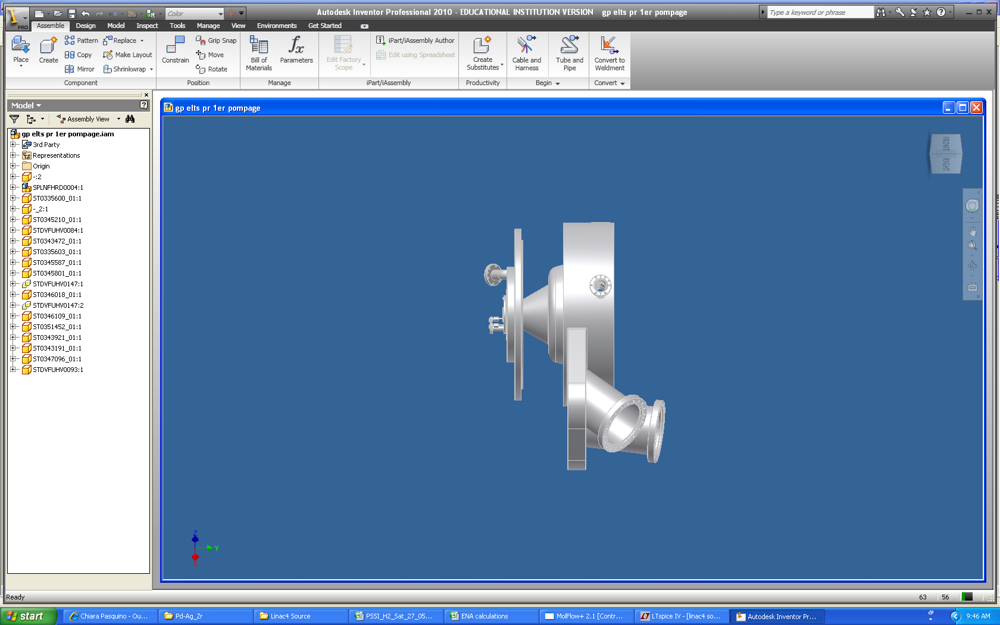 Color
Autodesk Inventor Professional 2010 - EDUCATIONAL INSTITUTION VERSION gp elts pr 1er pompage
Type a keyword or phrase
PRO
Assemble Design Model Inspect Tools Manage View Environments Get Started
Place
Create
Pattern
Copy
Mirror
Replace
Make Layout
Shrinkwrap
Constrain
Grip Snap
Move
Rotate
Bill of Materials
Parameters
Edit Factory Scope
iPart/iAssembly Author
Edit using Spreadsheet
Create Substitutes
Cable and Harness
Tube and Pipe
Convert to Weldment
Component Position Manage iPart/iAssembly Productivity Begin Convert
Model
Assembly View
gp elts pr 1er pompage.iam
3rd Party
Representations
Origin
-:2
SPLNFHRD0004:1
ST0335600_01:1
-_2:1
ST0345210_01:1
STDVFUHV0084:1
ST0343472_01:1
ST0335603_01:1
ST0345587_01:1
ST0345801_01:1
STDVFUHV0147:1
ST0346018_01:1
STDVFUHV0147:2
ST0346109_01:1
ST0351452_01:1
ST0343921_01:1
ST0343191_01:1
ST0347096_01:1
STDVFUHV0093:1
gp elts pr 1er pompage
FRONT
RIGHT
Z
Y
X
Ready
63 56
start
Chiara Pasquino - Ou...
Pd-Ag_Zr
Linac4 Source
PSSI_H2_Sat_27_05...
ENA calculations
MolFlow+ 2.1 [Contr...
LTspice IV - [linac4 so...
Autodesk Inventor Pr...
9:46 AM